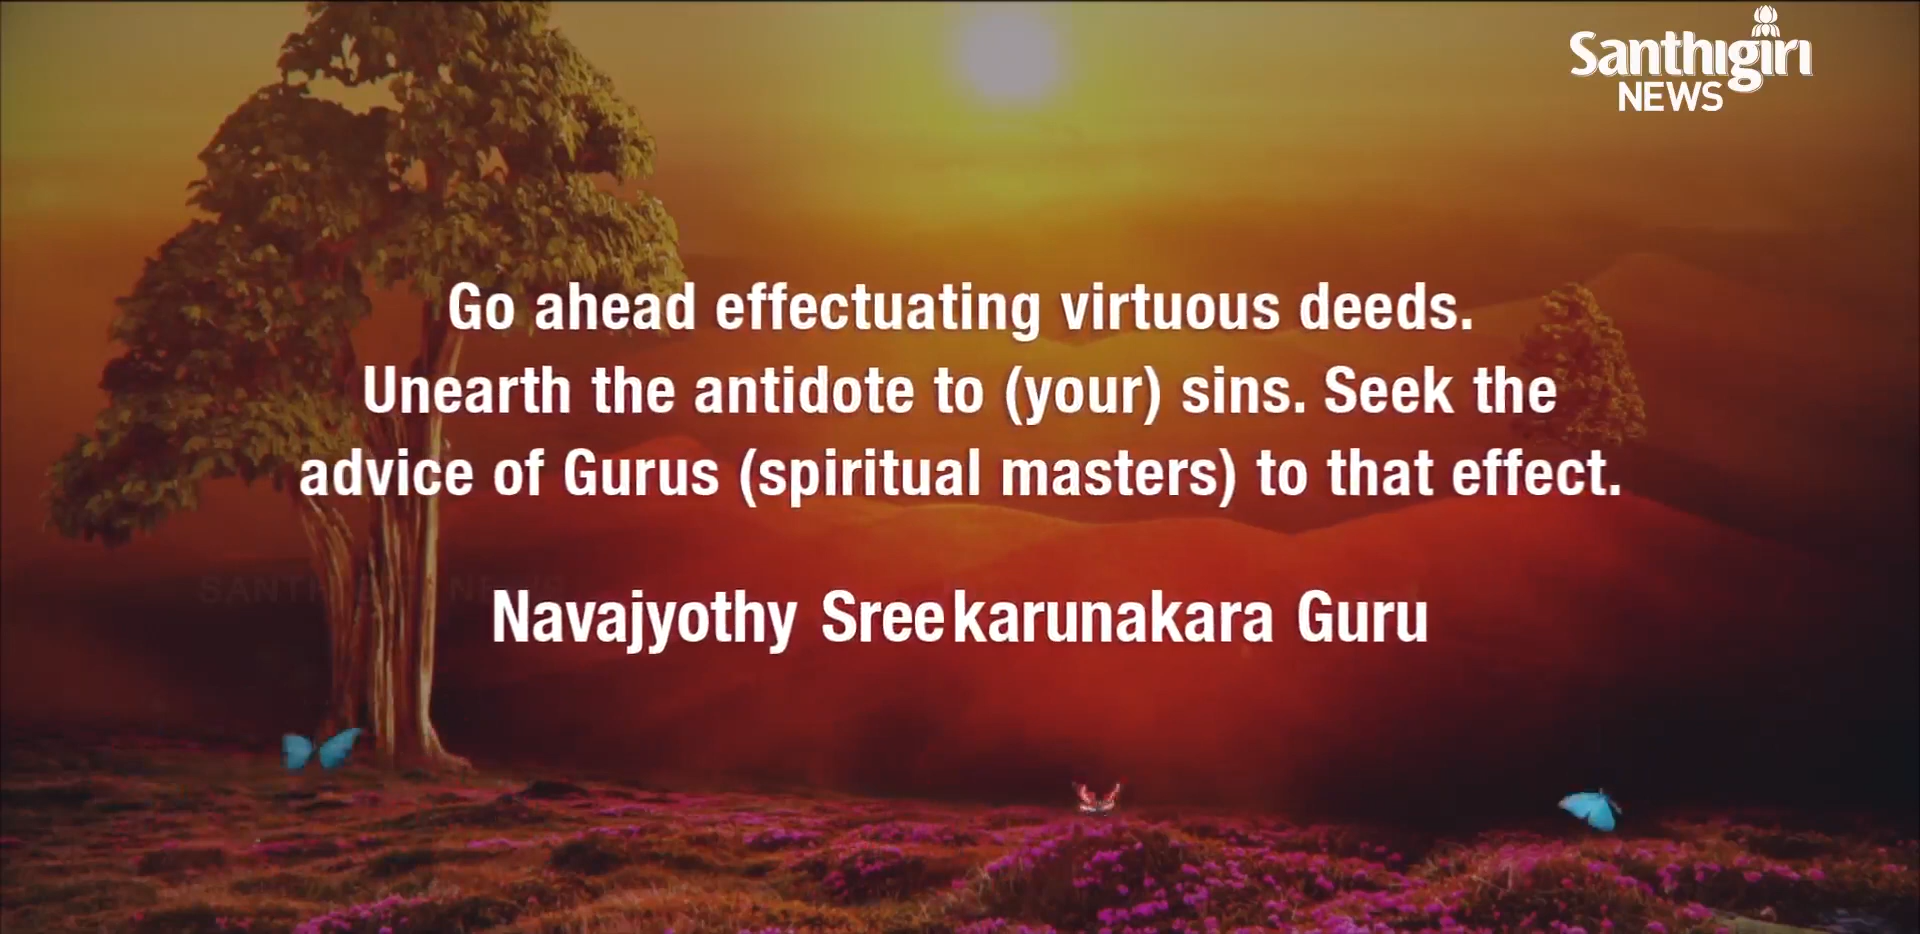 Santhigiri
NEWS
Go ahead effectuating virtuous deeds.
Unearth the antidote to (your) sins. Seek the
advice of Gurus (spiritual masters) to that effect.
Navajyothy Sreekarunakara Guru